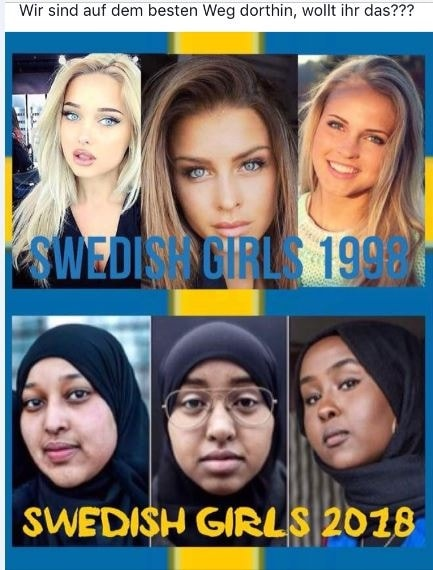 Wir sind auf dem besten Weg dorthin, wollt ihr das???
SWEDISH GIRLS 1998
SWEDISH GIRLS 2018